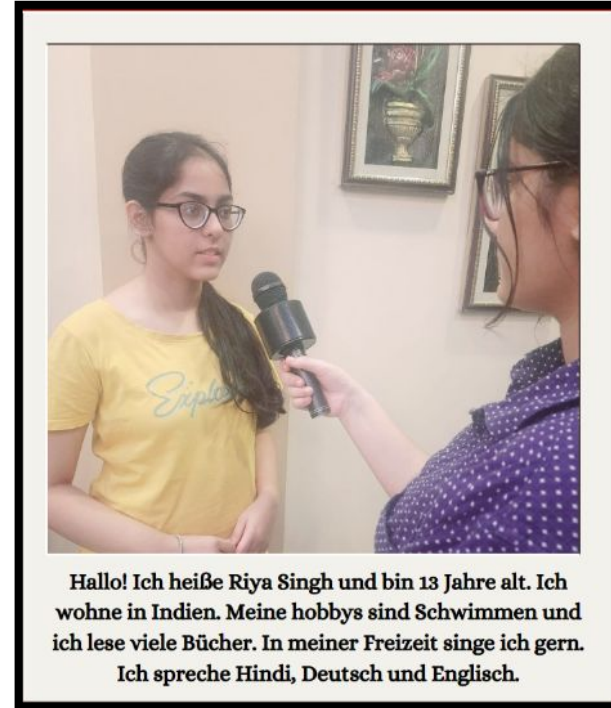 Explore
Hallo! Ich heiße Riya Singh und bin 13 Jahre alt. Ich
wohne in Indien. Meine hobbys sind Schwimmen und
ich lese viele Bücher. In meiner Freizeit singe ich gern.
Ich spreche Hindi, Deutsch und Englisch.